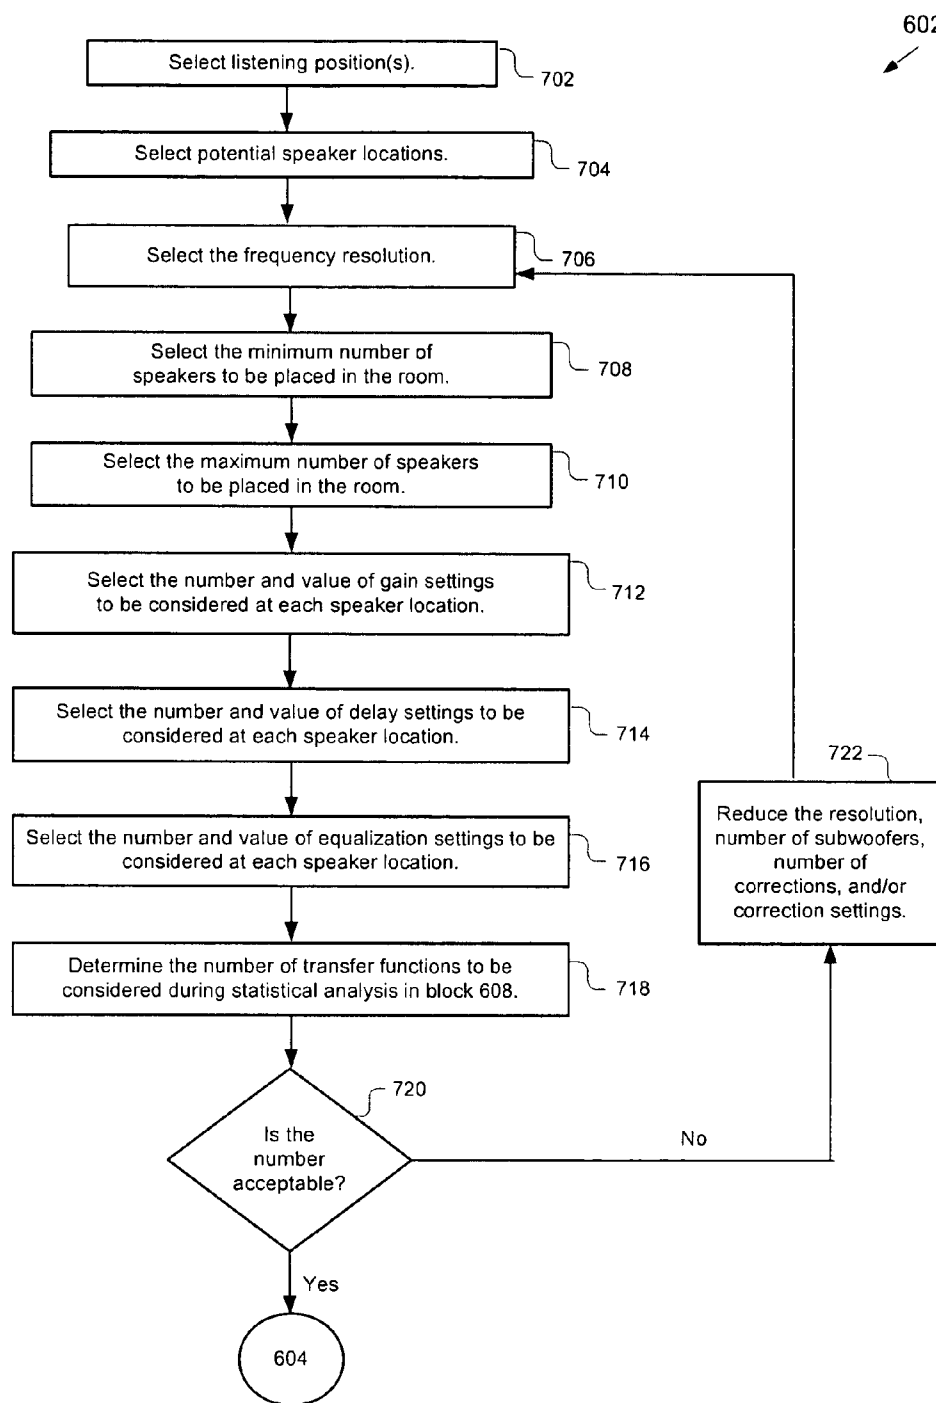 602
Select listening position(s).
702
Select potential speaker locations.
704
Select the frequency resolution.
706
Select the minimum number of
speakers to be placed in the room.
708
Select the maximum number of speakers
to be placed in the room.
710
Select the number and value of gain settings
to be considered at each speaker location.
712
Select the number and value of delay settings to be
considered at each speaker location.
714
722
Reduce the resolution,
number of subwoofers,
number of
corrections, and/or
correction settings.
Select the number and value of equalization settings to be
considered at each speaker location.
716
Determine the number of transfer functions to be
considered during statistical analysis in block 608.
718
720
Is the
number
acceptable?
No
Yes
604